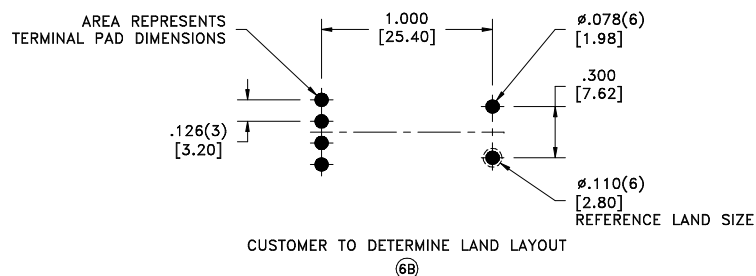 AREA REPRESENTS
TERMINAL PAD DIMENSIONS
1.000
[25.40]
ø.078(6)
[1.98]
.300
[7.62]
.126(3)
[3.20]
ø.110(6)
[2.80]
REFERENCE LAND SIZE
CUSTOMER TO DETERMINE LAND LAYOUT
6B